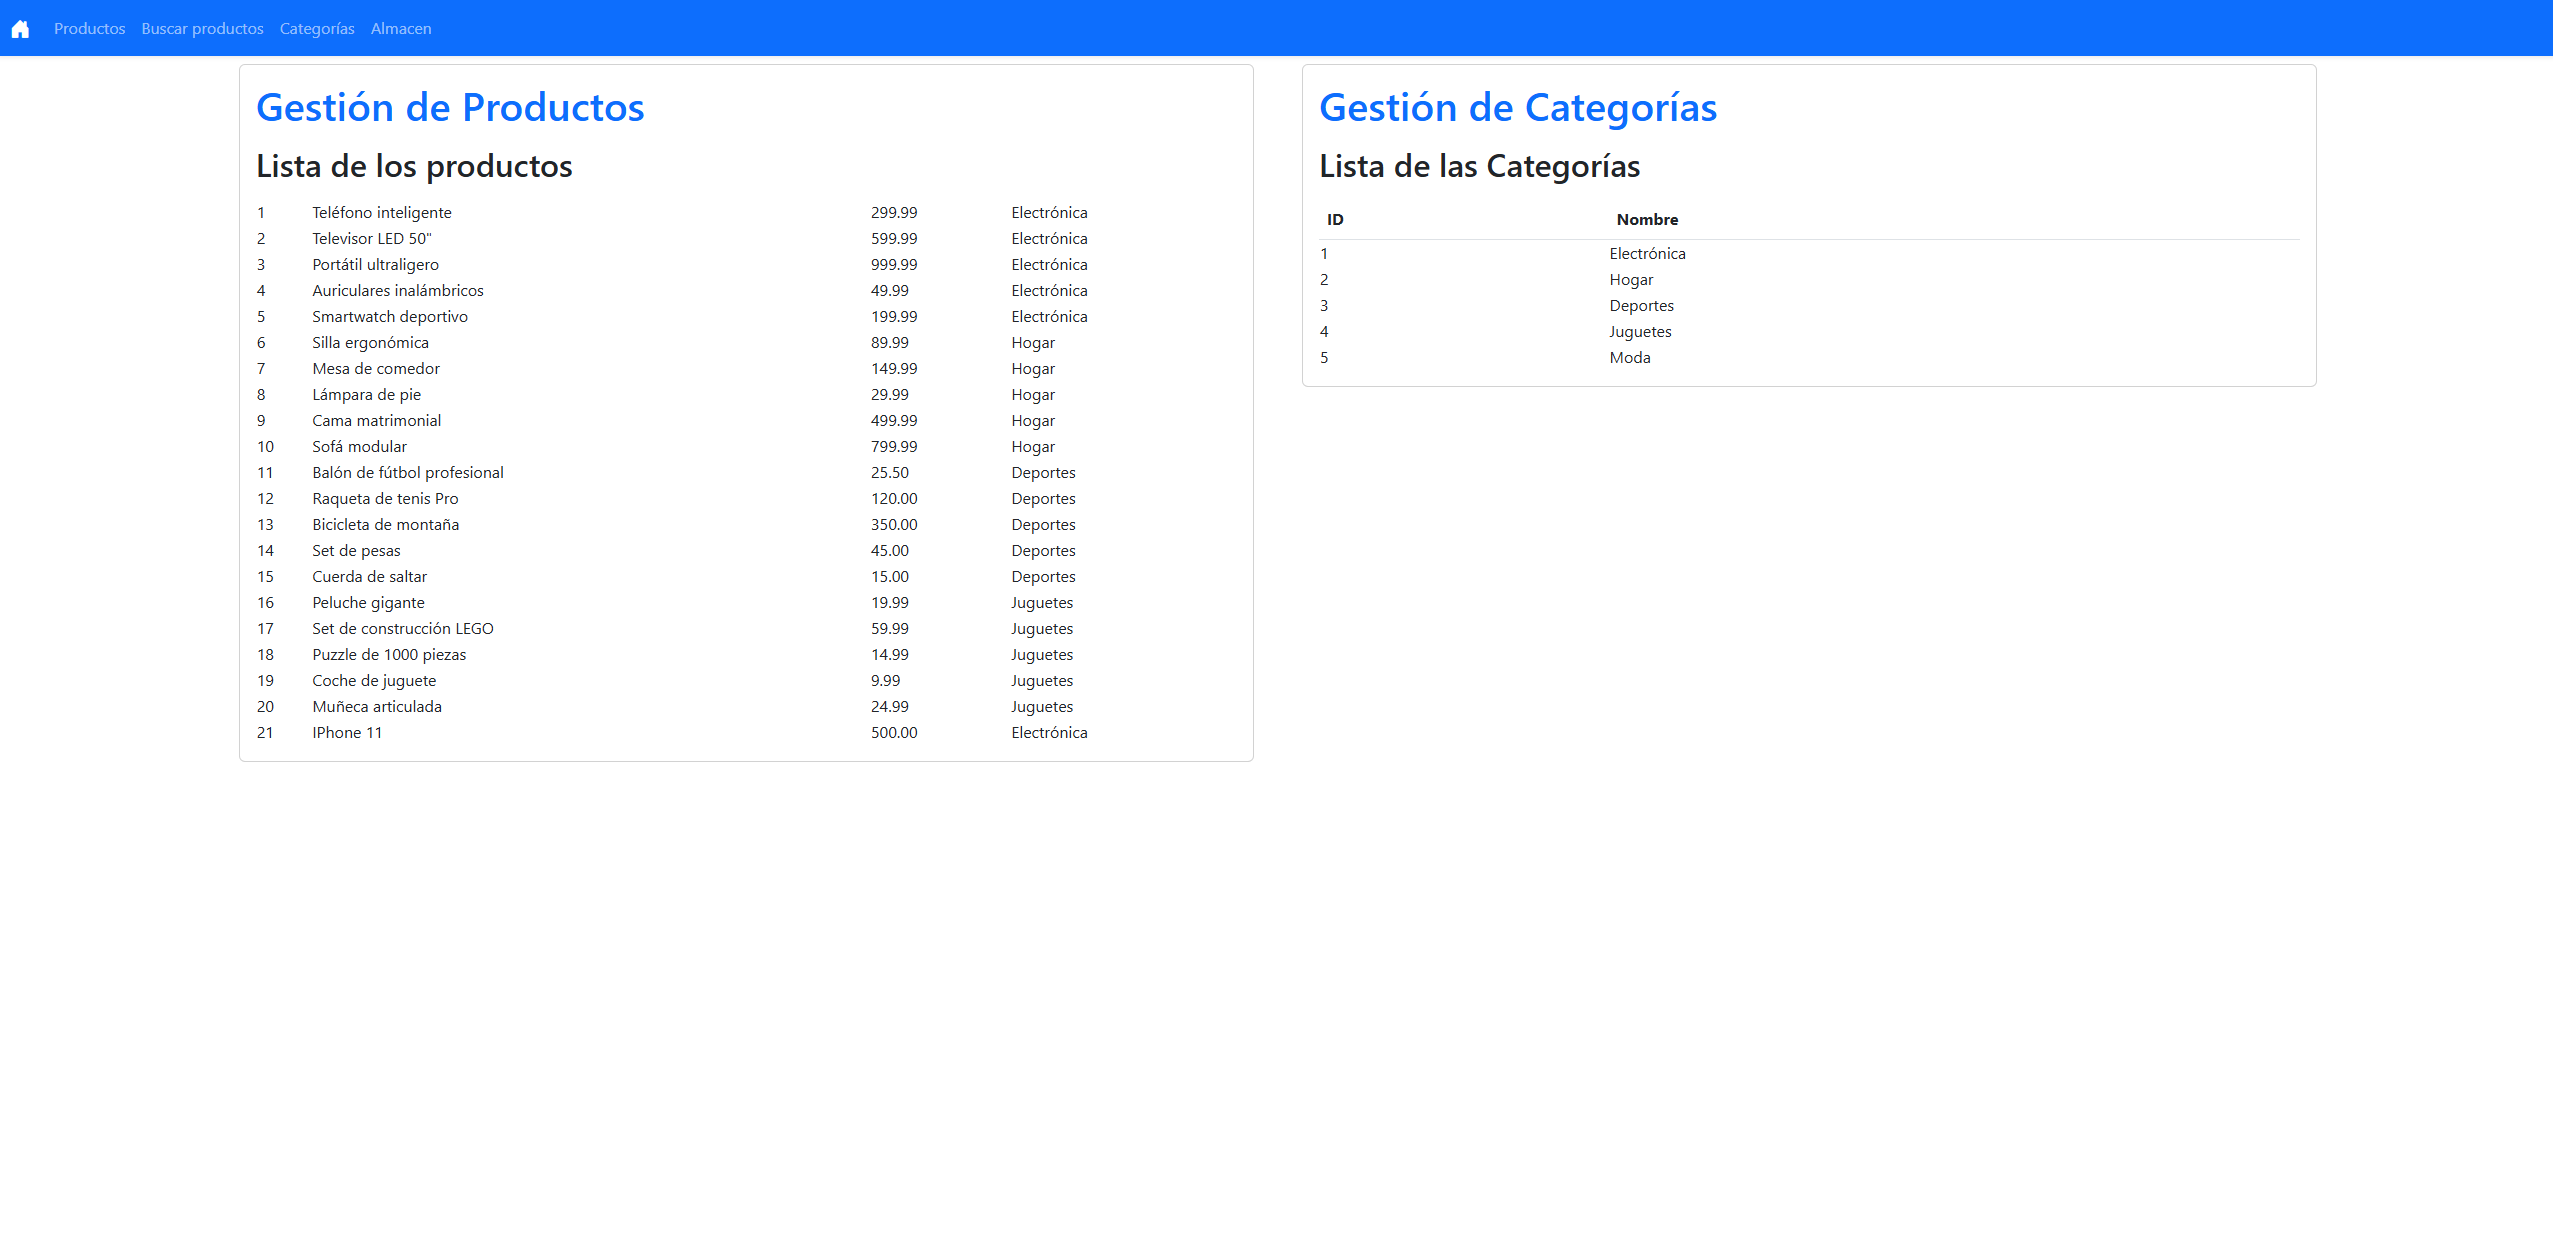 Productos Buscar productos Categorías Almacen
Gestión de Productos
Lista de los productos
1 Teléfono inteligente 299.99 Electrónica
2 Televisor LED 50" 599.99 Electrónica
3 Portátil ultraligero 999.99 Electrónica
4 Auriculares inalámbricos 49.99 Electrónica
5 Smartwatch deportivo 199.99 Electrónica
6 Silla ergonómica 89.99 Hogar
7 Mesa de comedor 149.99 Hogar
8 Lámpara de pie 29.99 Hogar
9 Cama matrimonial 499.99 Hogar
10 Sofá modular 799.99 Hogar
11 Balón de fútbol profesional 25.50 Deportes
12 Raqueta de tenis Pro 120.00 Deportes
13 Bicicleta de montaña 350.00 Deportes
14 Set de pesas 45.00 Deportes
15 Cuerda de saltar 15.00 Deportes
16 Peluche gigante 19.99 Juguetes
17 Set de construcción LEGO 59.99 Juguetes
18 Puzzle de 1000 piezas 14.99 Juguetes
19 Coche de juguete 9.99 Juguetes
20 Muñeca articulada 24.99 Juguetes
21 IPhone 11 500.00 Electrónica
Gestión de Categorías
Lista de las Categorías
ID Nombre
1 Electrónica
2 Hogar
3 Deportes
4 Juguetes
5 Moda